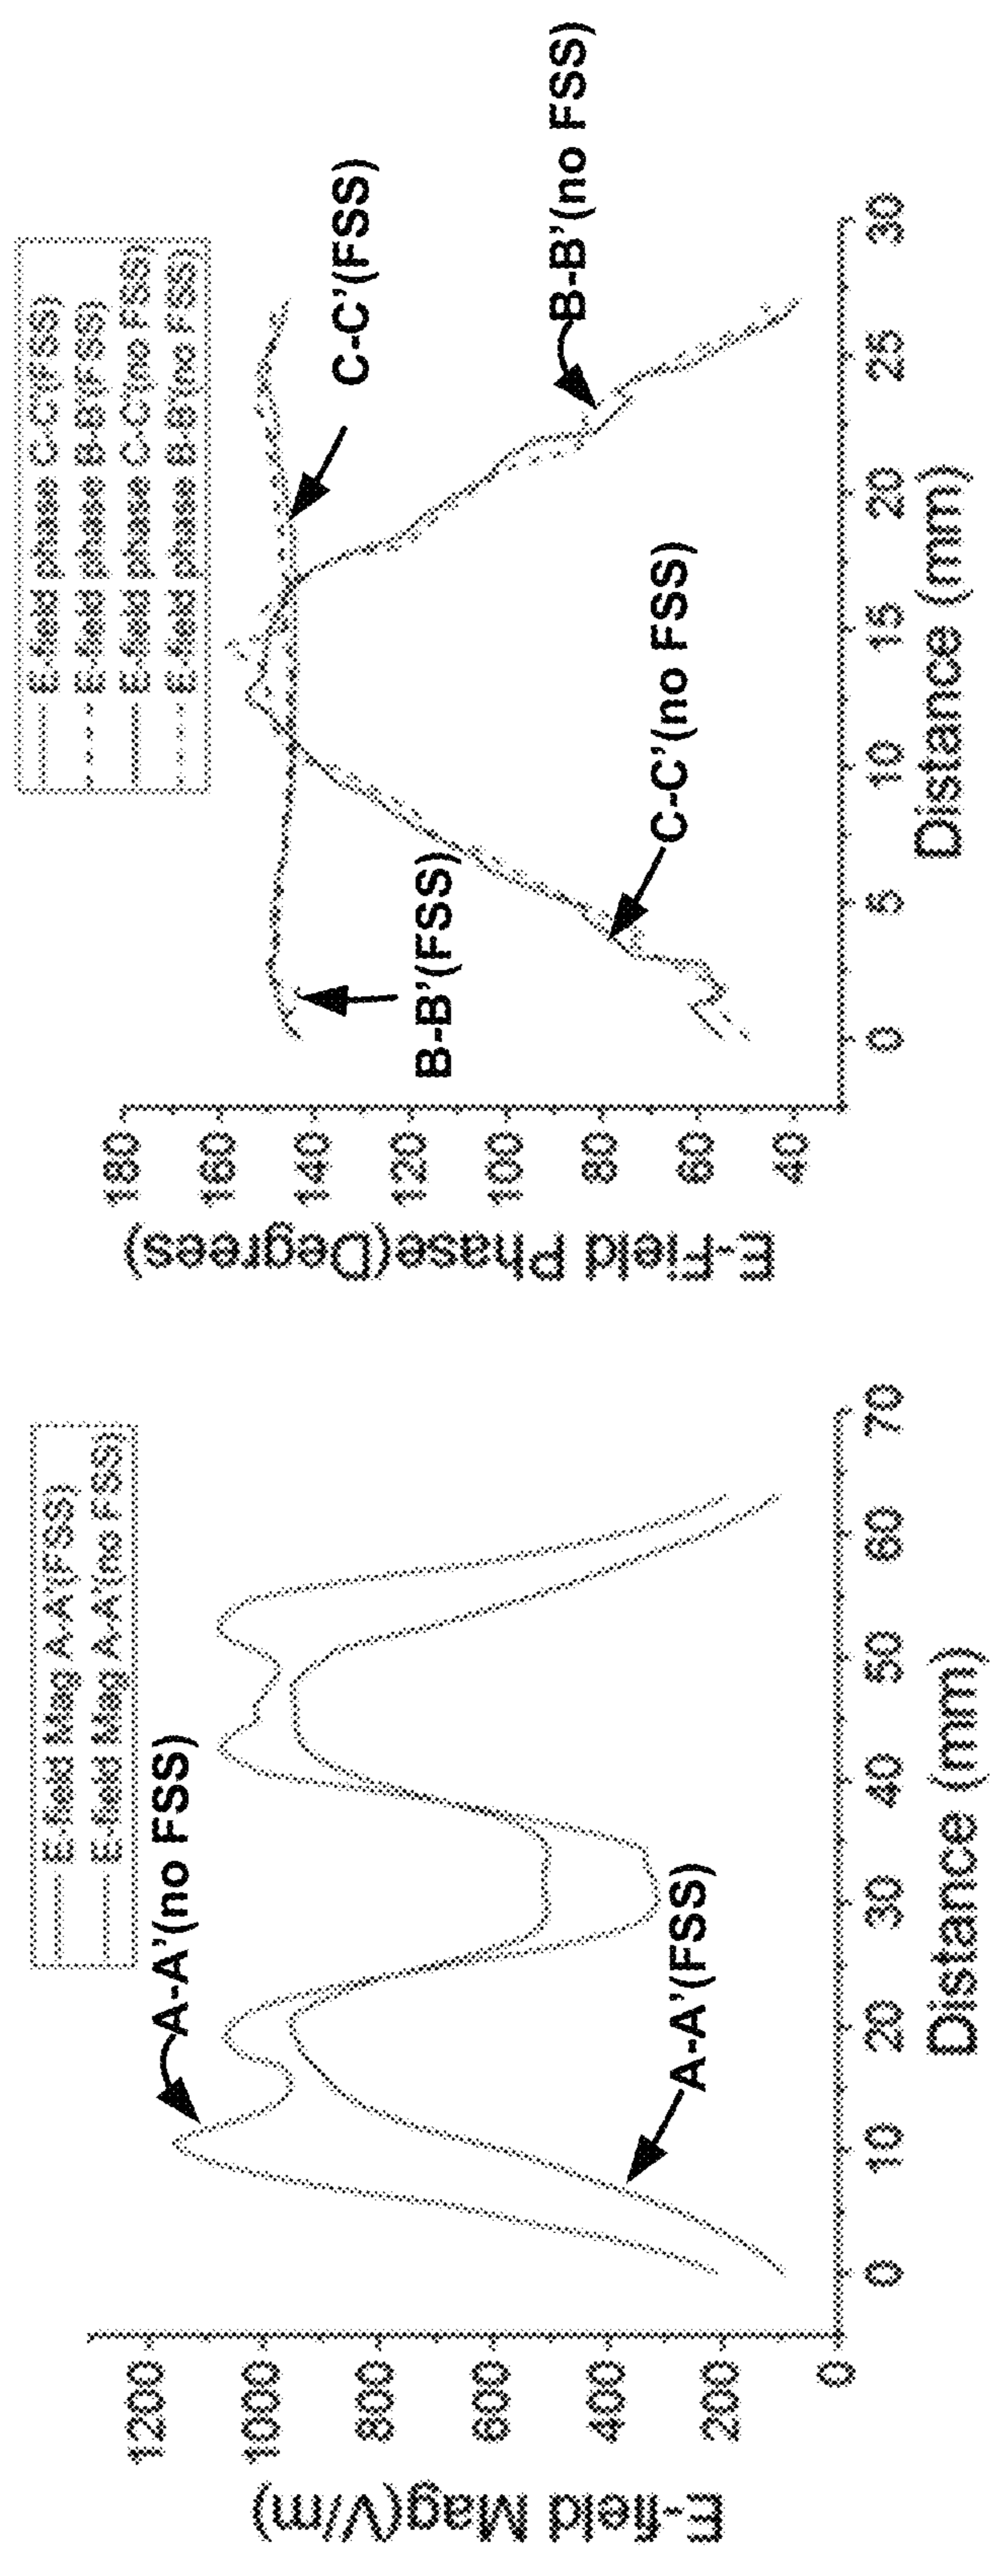 E-field Mag A-A'(FSS)
E-field Mag A-A'(no FSS)
A-A'(no FSS)
A-A'(FSS)
E-field Mag(V/m)
1200
1000
800
600
400
200
0
0 10 20 30 40 50 60 70
Distance (mm)
E-field phase C-C'(FSS)
E-field phase B-B'(FSS)
E-field phase C-C'(no FSS)
E-field phase B-B'(no FSS)
C-C'(FSS)
B-B'(no FSS)
B-B'(FSS)
C-C'(no FSS)
E-Field Phase(Degrees)
180
160
140
120
100
80
60
40
0 5 10 15 20 25 30
Distance (mm)